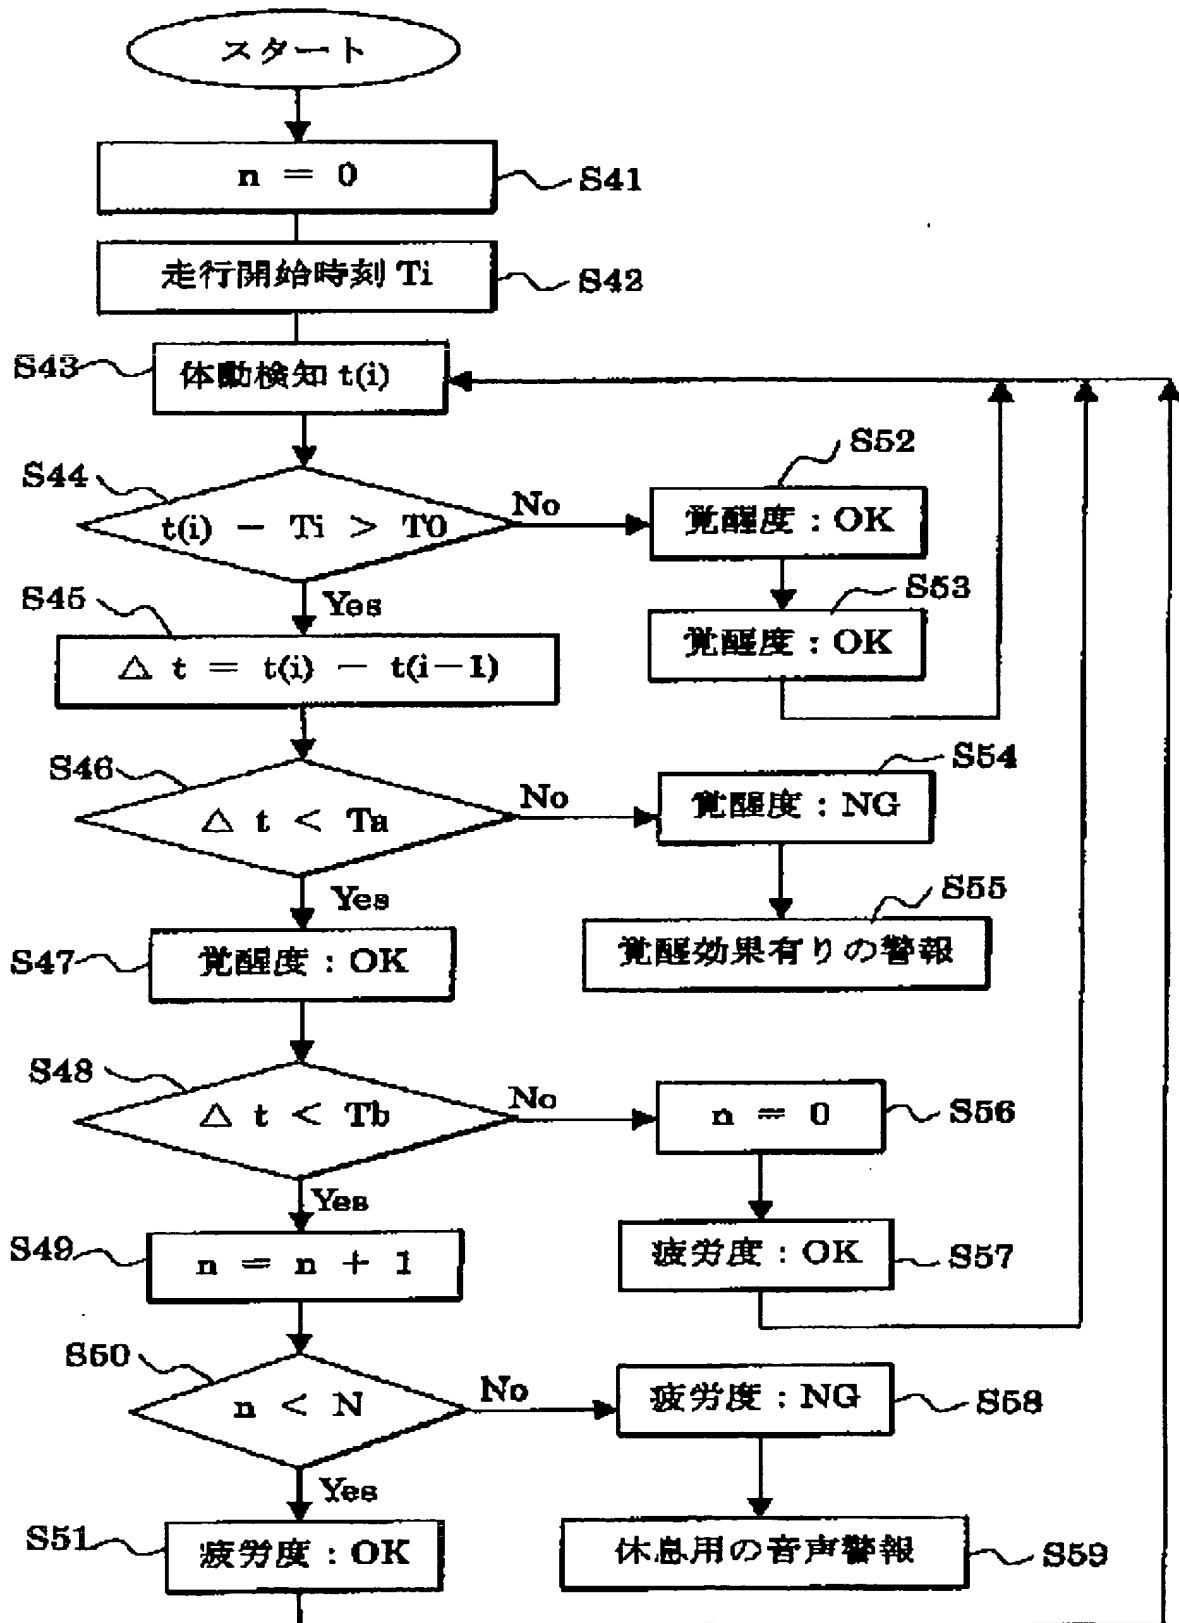 スタート
n = 0
S41
走行開始時刻 Ti
S42
S43
体動検知 t(i)
S44
t(i) − Ti > T0
No
S52
覚醒度：OK
Yes
S53
覚醒度：OK
S45
△ t = t(i) − t(i−1)
S46
△ t < Ta
No
S54
覚醒度：NG
Yes
S55
覚醒効果有りの警報
S47
覚醒度：OK
S48
△ t < Tb
No
n = 0
S56
Yes
S49
n = n + 1
疲労度：OK
S57
S50
n < N
No
疲労度：NG
S58
Yes
S51
疲労度：OK
休息用の音声警報
S59